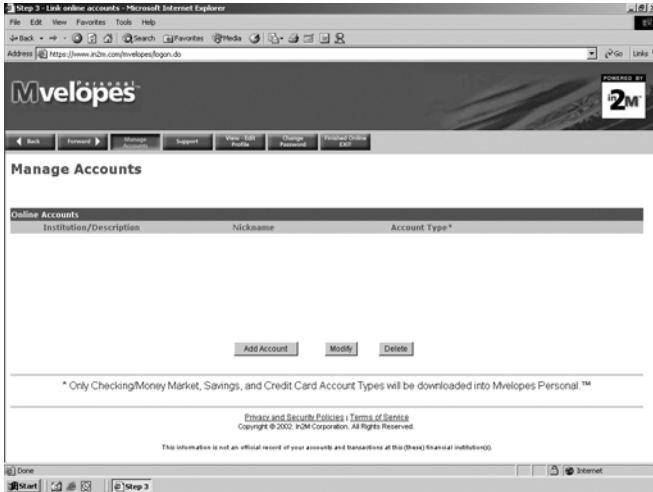 Step 3 - Link online accounts - Microsoft Internet Explorer
File Edit View Favorites Tools Help
Back Search Favorites Media
Address https://www.in2m.com/mvelopes/logon.do Go Links
Personal
Mvelopes
POWERED BY
in2M
Back Forward Manage Accounts Support View - Edit Profile Change Password Finished Online EXIT
Manage Accounts
Online Accounts
Institution/Description Nickname Account Type*
Add Account Modify Delete
* Only Checking/Money Market, Savings, and Credit Card Account Types will be downloaded into Mvelopes Personal.™
Privacy and Security Policies | Terms of Service
Copyright © 2002. In2M Corporation. All Rights Reserved.
This information is not an official record of your accounts and transactions at this (these) financial institution(s).
Done Internet
Start Step 3